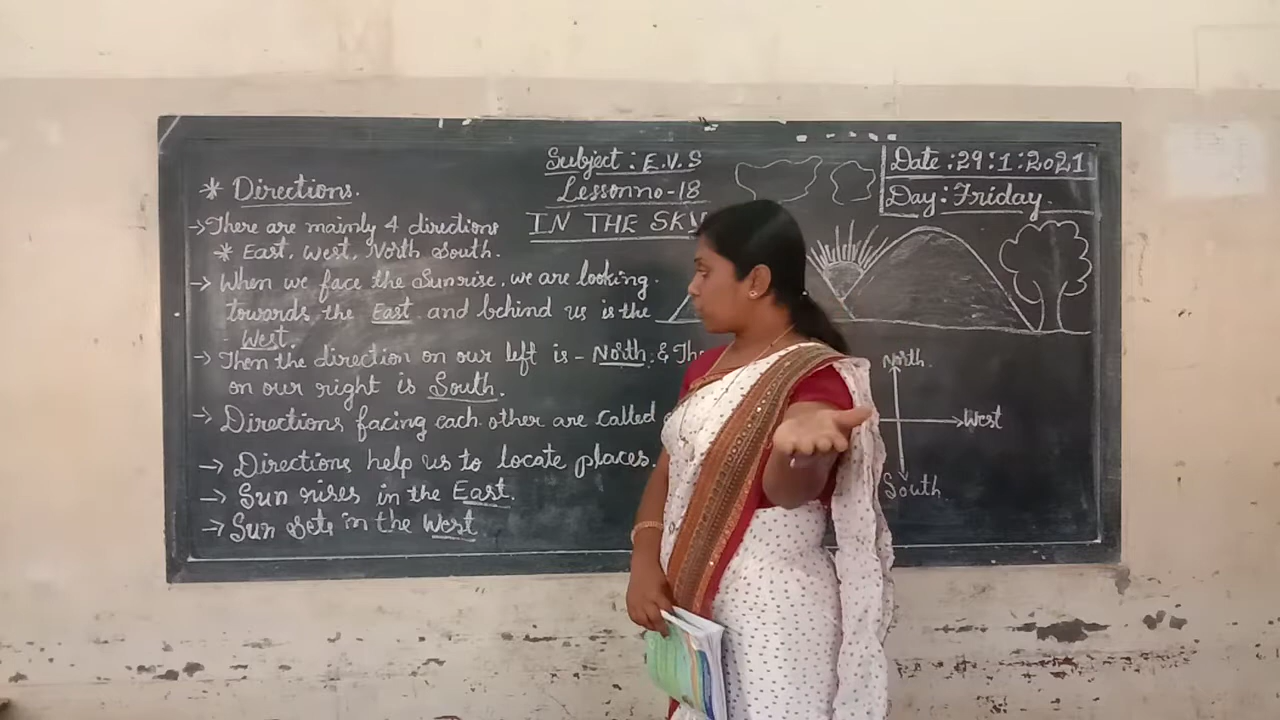 Subject : E.V.S
Lesson no-18
IN THE SKY
Date : 29:1:2021
Day : Friday.
* Directions.
→ There are mainly 4 directions
* East, West, North South.
→ When we face the Sunrise, we are looking.
towards the East and behind us is the
West.
→ Then the direction on our left is - North. &
on our right is South.
→ Directions facing each other are called
→ Directions help us to locate places.
→ Sun rises in the East.
→ Sun Sets in the West
North.
West
South.